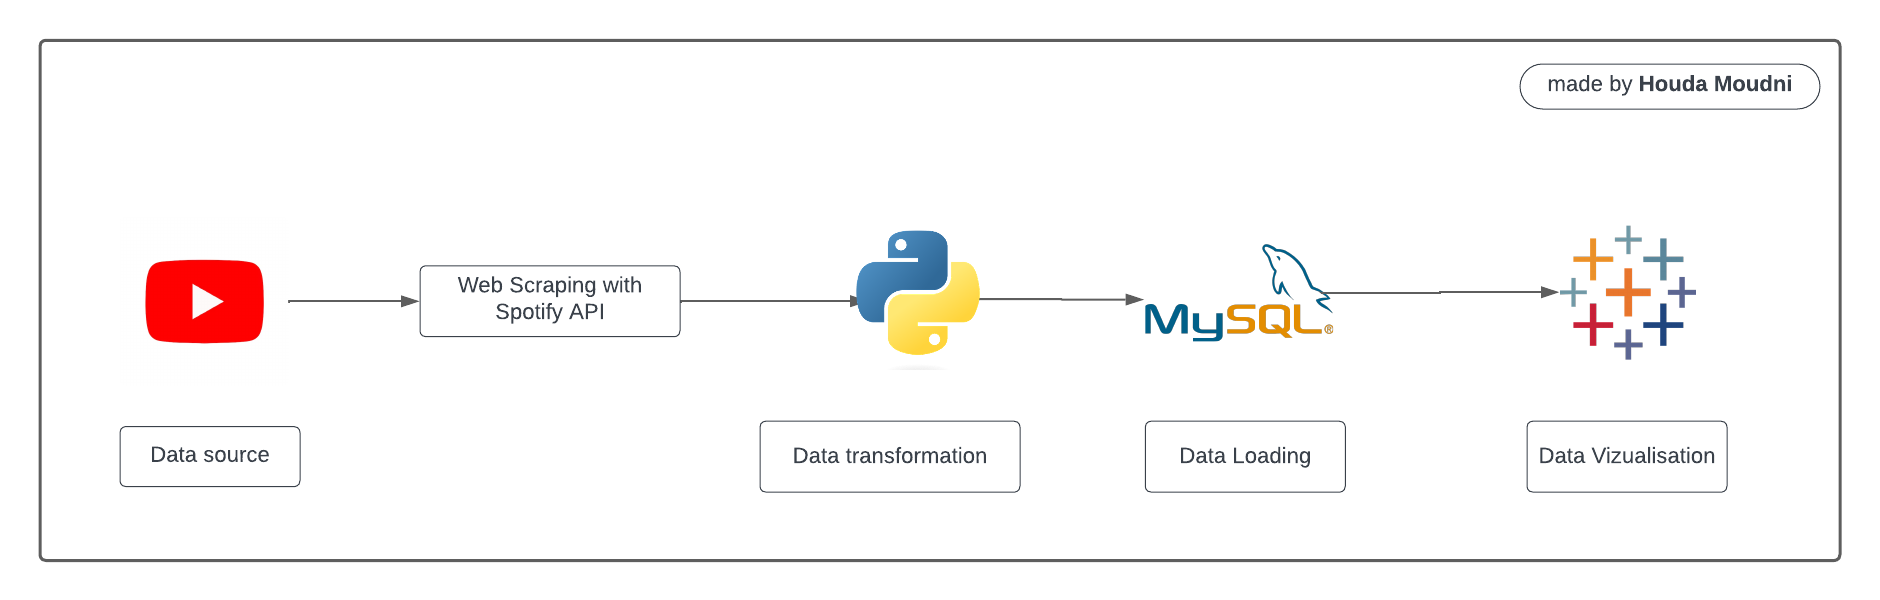 made by Houda Moudni
Web Scraping with
Spotify API
MySQL®
Data source
Data transformation
Data Loading
Data Vizualisation